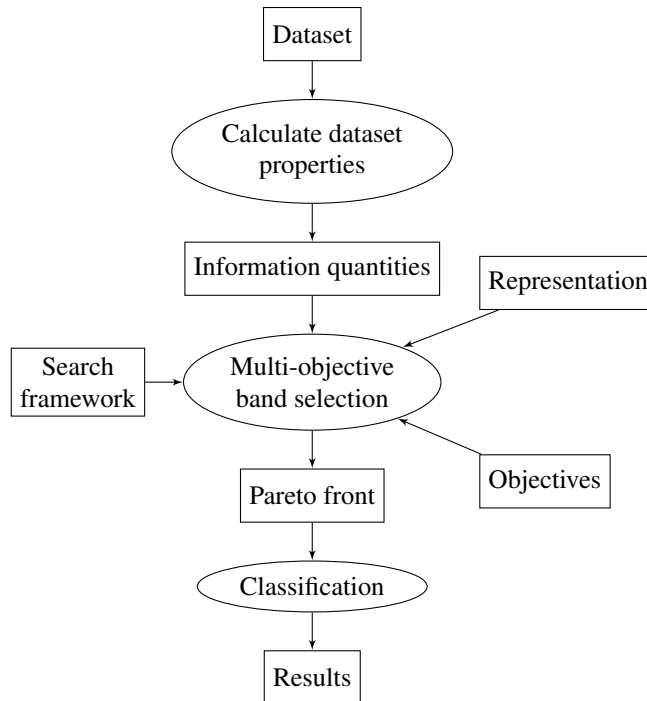 Dataset
Calculate dataset
properties
Information quantities
Representation
Search
framework
Multi-objective
band selection
Pareto front
Objectives
Classification
Results